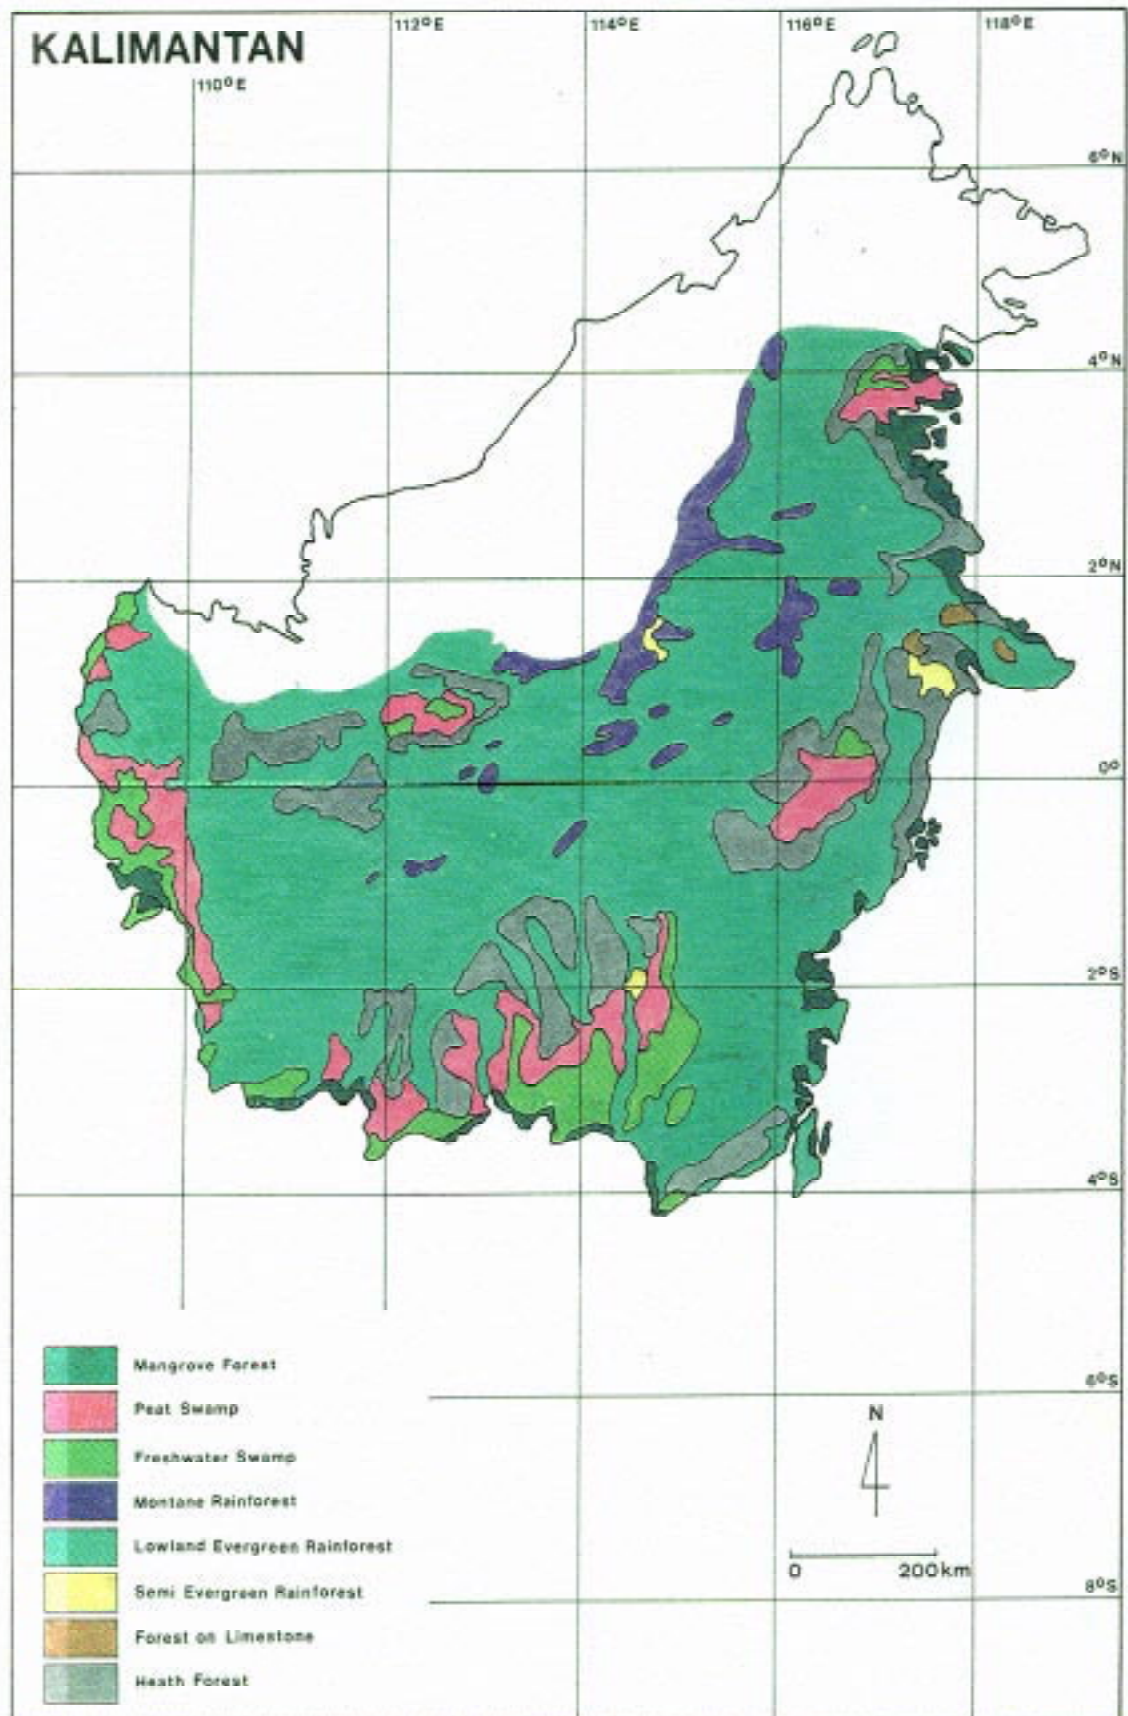 KALIMANTAN
110°E
112°E
114°E
116°E
118°E
6°N
4°N
2°N
0°
2°S
4°S
6°S
8°S
Mangrove Forest
Peat Swamp
Freshwater Swamp
Montane Rainforest
Lowland Evergreen Rainforest
Semi Evergreen Rainforest
Forest on Limestone
Heath Forest
N
0 200km